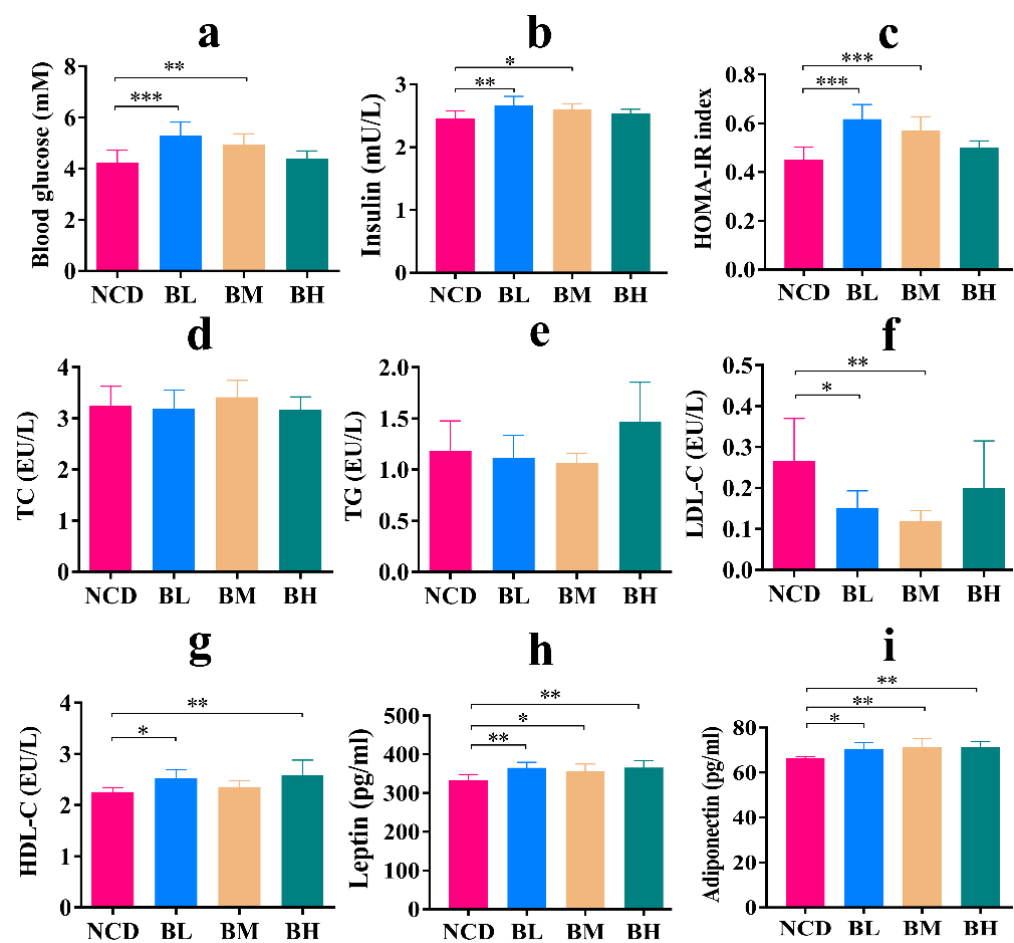 a
Blood glucose (mM)
8
6
4
2
0
**
***
NCD BL BM BH
b
Insulin (mU/L)
3
2
1
0
*
**
NCD BL BM BH
c
HOMA-IR index
0.8
0.6
0.4
0.2
0.0
***
***
NCD BL BM BH
d
TC (EU/L)
4
3
2
1
0
NCD BL BM BH
e
TG (EU/L)
2.0
1.5
1.0
0.5
0.0
NCD BL BM BH
f
LDL-C (EU/L)
0.5
0.4
0.3
0.2
0.1
0.0
**
*
NCD BL BM BH
g
HDL-C (EU/L)
4
3
2
1
0
**
*
NCD BL BM BH
h
Leptin (pg/ml)
500
400
300
200
100
0
**
*
**
NCD BL BM BH
i
Adiponectin (pg/ml)
80
60
40
20
0
**
**
*
NCD BL BM BH